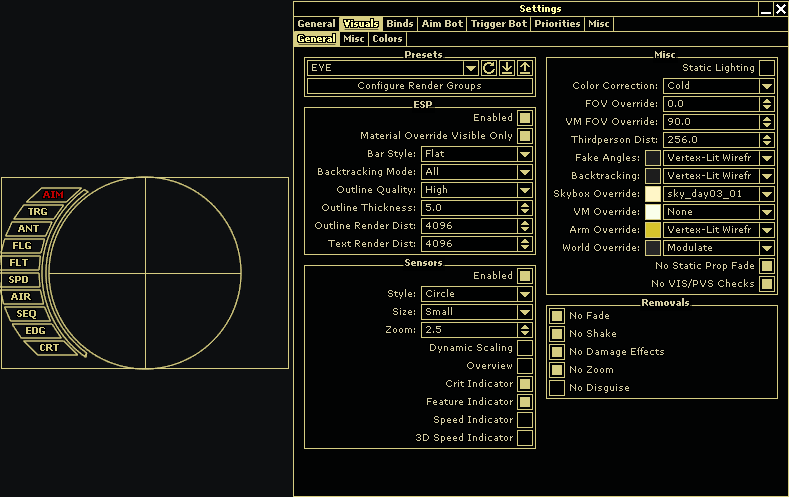 Settings
General Visuals Binds Aim Bot Trigger Bot Priorities Misc
General Misc Colors
Presets
EYE
Configure Render Groups
ESP
Enabled
Material Override Visible Only
Bar Style: Flat
Backtracking Mode: All
Outline Quality: High
Outline Thickness: 5.0
Outline Render Dist: 4096
Text Render Dist: 4096
Sensors
Enabled
Style: Circle
Size: Small
Zoom: 2.5
Dynamic Scaling
Overview
Crit Indicator
Feature Indicator
Speed Indicator
3D Speed Indicator
Misc
Static Lighting
Color Correction: Cold
FOV Override: 0.0
VM FOV Override: 90.0
Thirdperson Dist: 256.0
Fake Angles: Vertex-Lit Wirefr
Backtracking: Vertex-Lit Wirefr
Skybox Override: sky_day03_01
VM Override: None
Arm Override: Vertex-Lit Wirefr
World Override: Modulate
No Static Prop Fade
No VIS/PVS Checks
Removals
No Fade
No Shake
No Damage Effects
No Zoom
No Disguise
AIM
TRG
ANT
FLG
FLT
SPD
AIR
SEQ
EDG
CRT